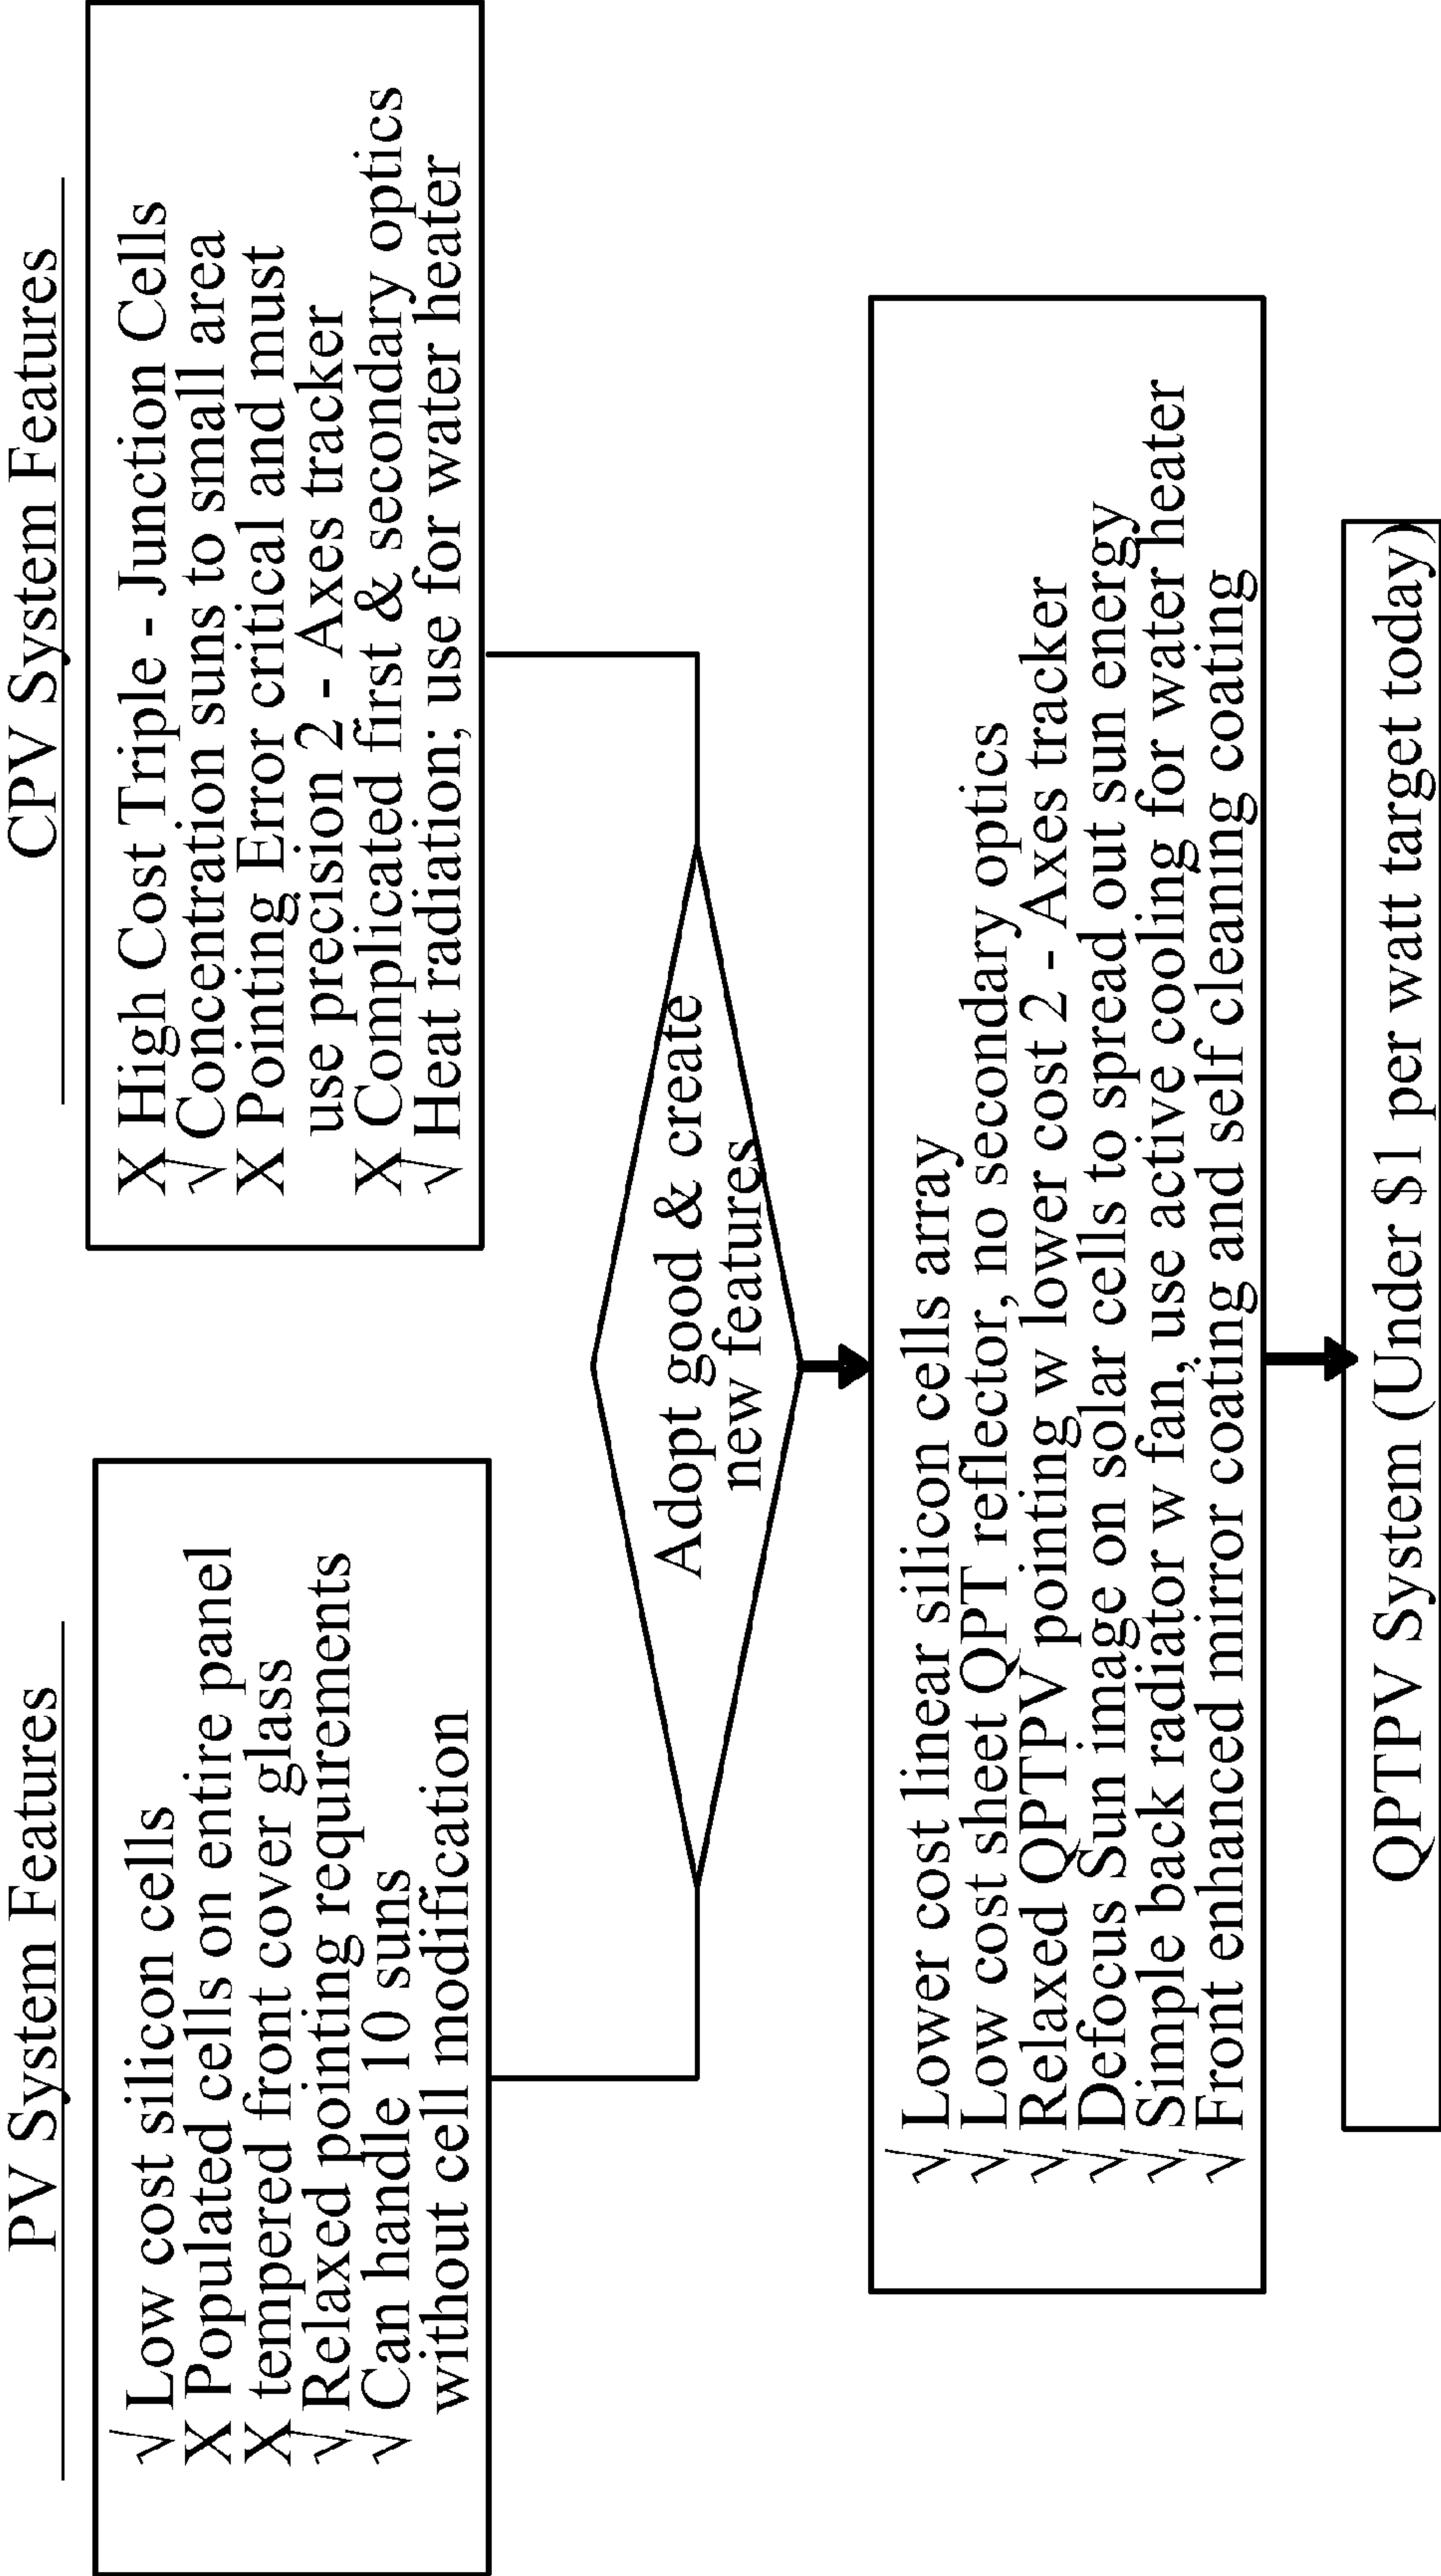 PV System Features
√ Low cost silicon cells
X Populated cells on entire panel
X tempered front cover glass
√ Relaxed pointing requirements
√ Can handle 10 suns
without cell modification
CPV System Features
X High Cost Triple - Junction Cells
√ Concentration suns to small area
X Pointing Error critical and must
use precision 2 - Axes tracker
X Complicated first & secondary optics
√ Heat radiation; use for water heater
Adopt good & create
new features
√ Lower cost linear silicon cells array
√ Low cost sheet QPT reflector, no secondary optics
√ Relaxed QPTPV pointing w lower cost 2 - Axes tracker
√ Defocus Sun image on solar cells to spread out sun energy
√ Simple back radiator w fan, use active cooling for water heater
√ Front enhanced mirror coating and self cleaning coating
QPTPV System (Under $1 per watt target today)